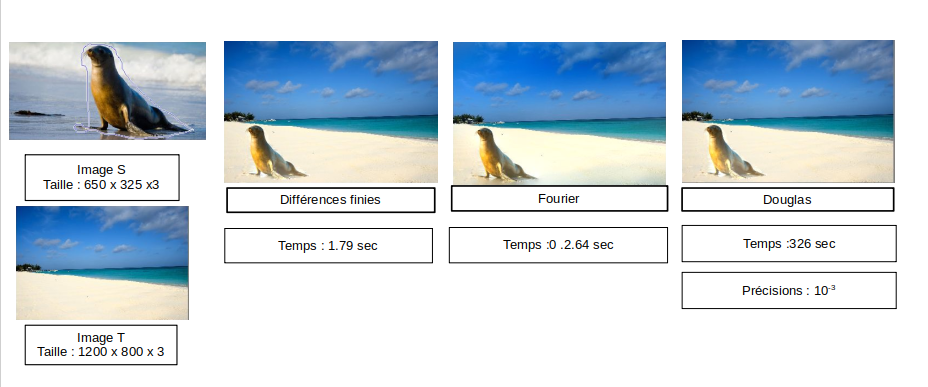 Image S
Taille : 650 x 325 x3
Image T
Taille : 1200 x 800 x 3
Différences finies
Temps : 1.79 sec
Fourier
Temps :0 .2.64 sec
Douglas
Temps :326 sec
Précisions : 10⁻³